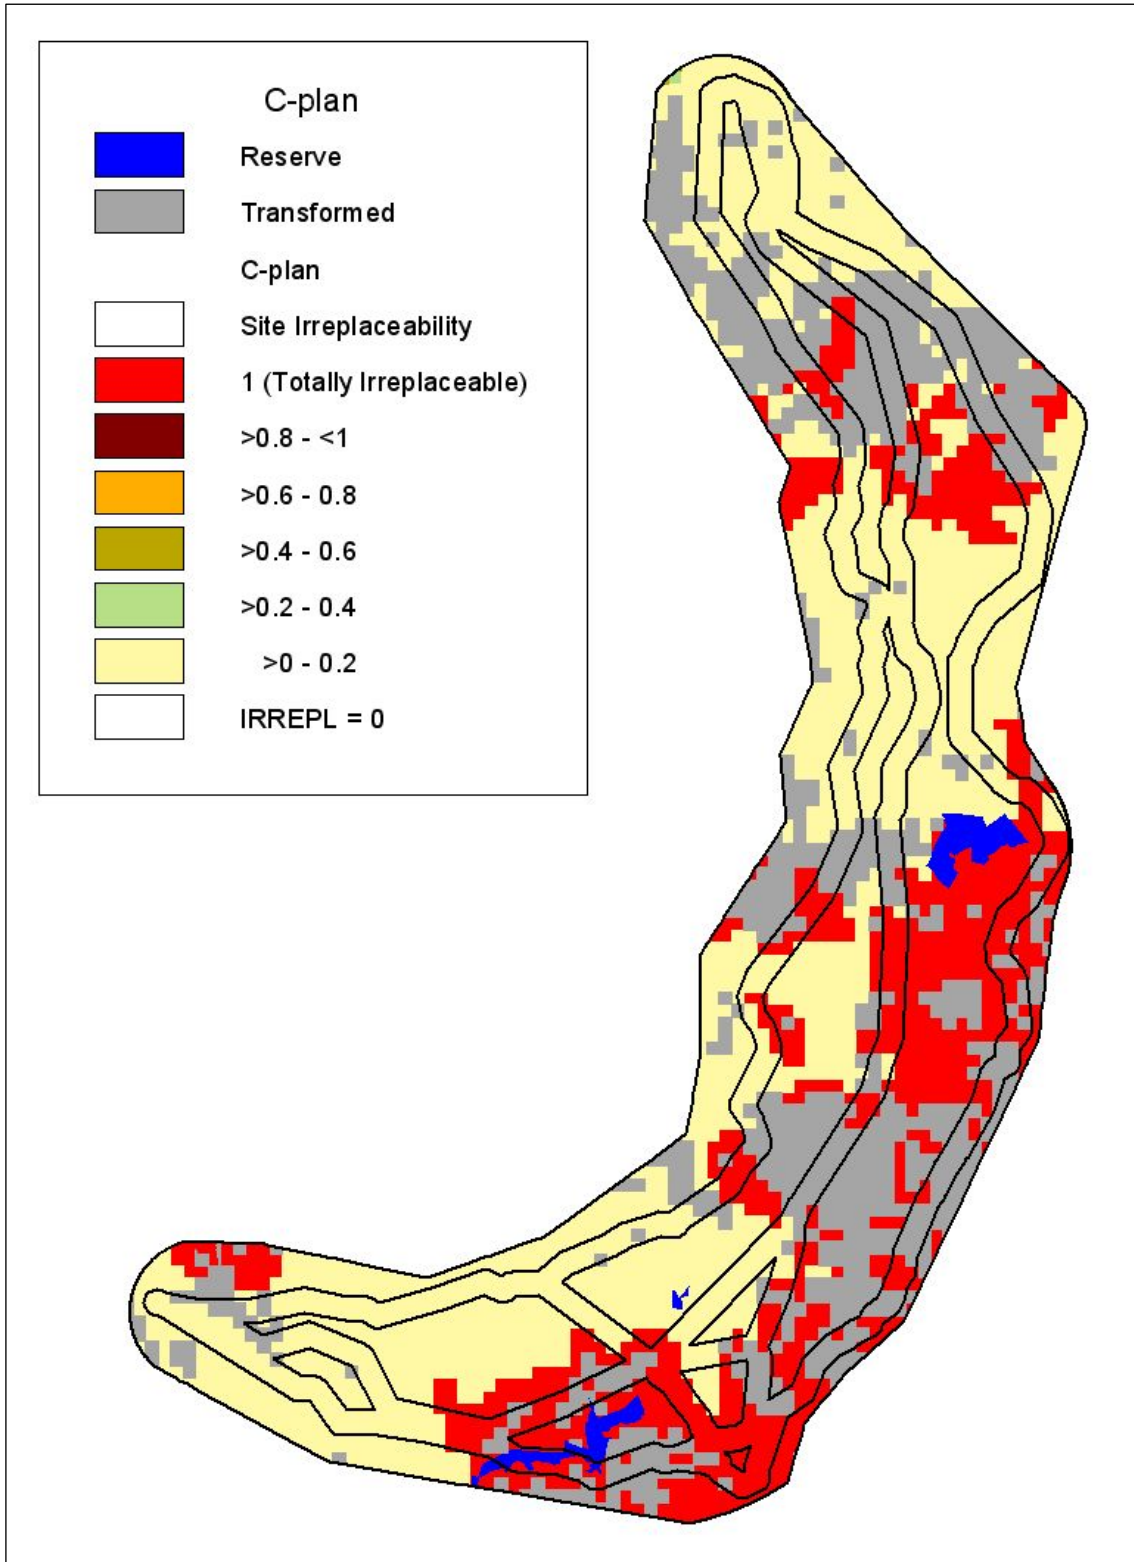 C-plan
Reserve
Transformed
C-plan
Site Irreplaceability
1 (Totally Irreplaceable)
>0.8 - <1
>0.6 - 0.8
>0.4 - 0.6
>0.2 - 0.4
>0 - 0.2
IRREPL = 0